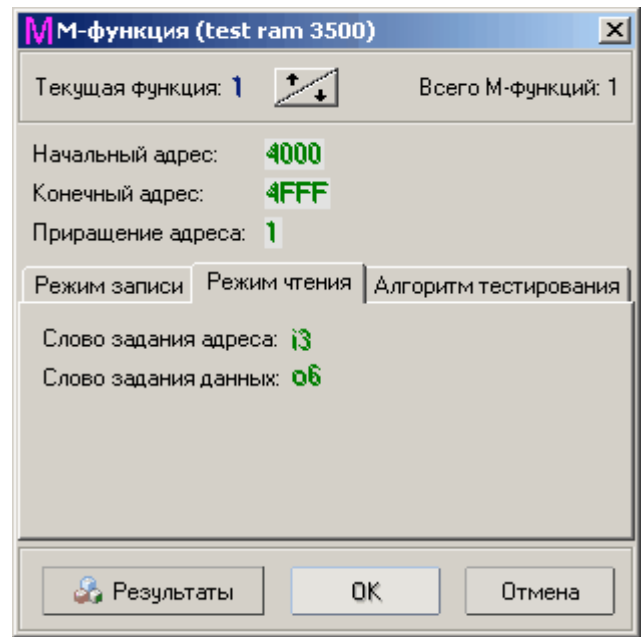 M М-функция (test ram 3500)
Текущая функция: 1 Всего М-функций: 1
Начальный адрес: 4000
Конечный адрес: 4FFF
Приращение адреса: 1
Режим записи Режим чтения Алгоритм тестирования
Слово задания адреса: i3
Слово задания данных: o6
Результаты OK Отмена